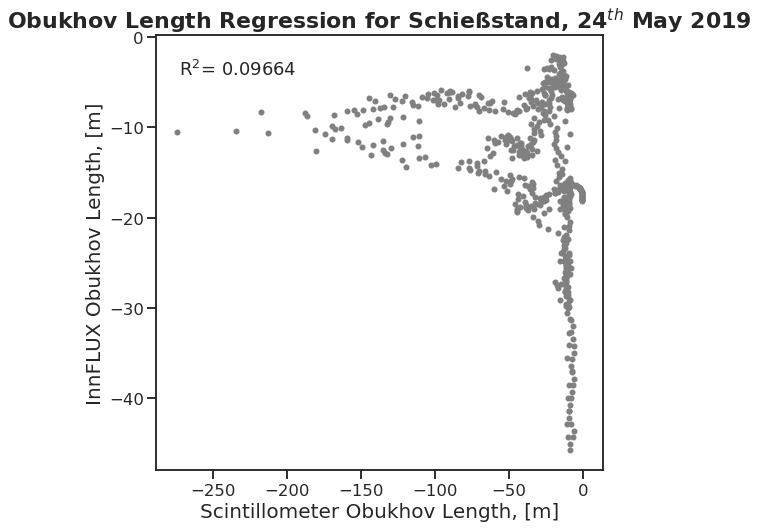 Obukhov Length Regression for Schießstand, 24th May 2019
R2= 0.09664
0
−10
−20
−30
−40
InnFLUX Obukhov Length, [m]
−250 −200 −150 −100 −50 0
Scintillometer Obukhov Length, [m]